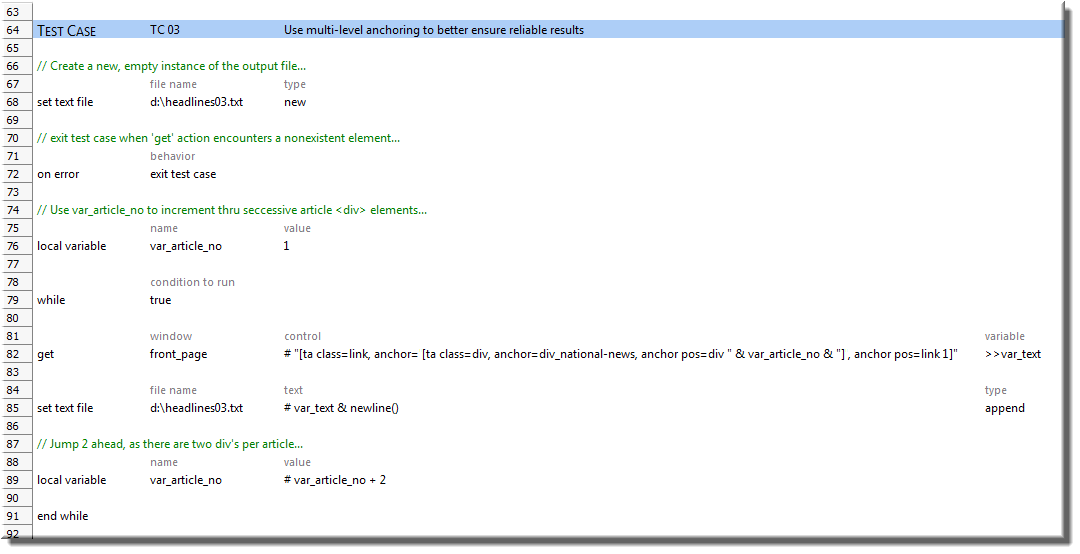 63
64 TEST CASE TC 03 Use multi-level anchoring to better ensure reliable results
65
66 // Create a new, empty instance of the output file...
67 file name type
68 set text file d:\headlines03.txt new
69
70 // exit test case when 'get' action encounters a nonexistent element...
71 behavior
72 on error exit test case
73
74 // Use var_article_no to increment thru seccessive article <div> elements...
75 name value
76 local variable var_article_no 1
77
78 condition to run
79 while true
80
81 window control variable
82 get front_page # "[ta class=link, anchor= [ta class=div, anchor=div_national-news, anchor pos=div " & var_article_no & "] , anchor pos=link 1]" >>var_text
83
84 file name text type
85 set text file d:\headlines03.txt # var_text & newline() append
86
87 // Jump 2 ahead, as there are two div's per article...
88 name value
89 local variable var_article_no # var_article_no + 2
90
91 end while
92